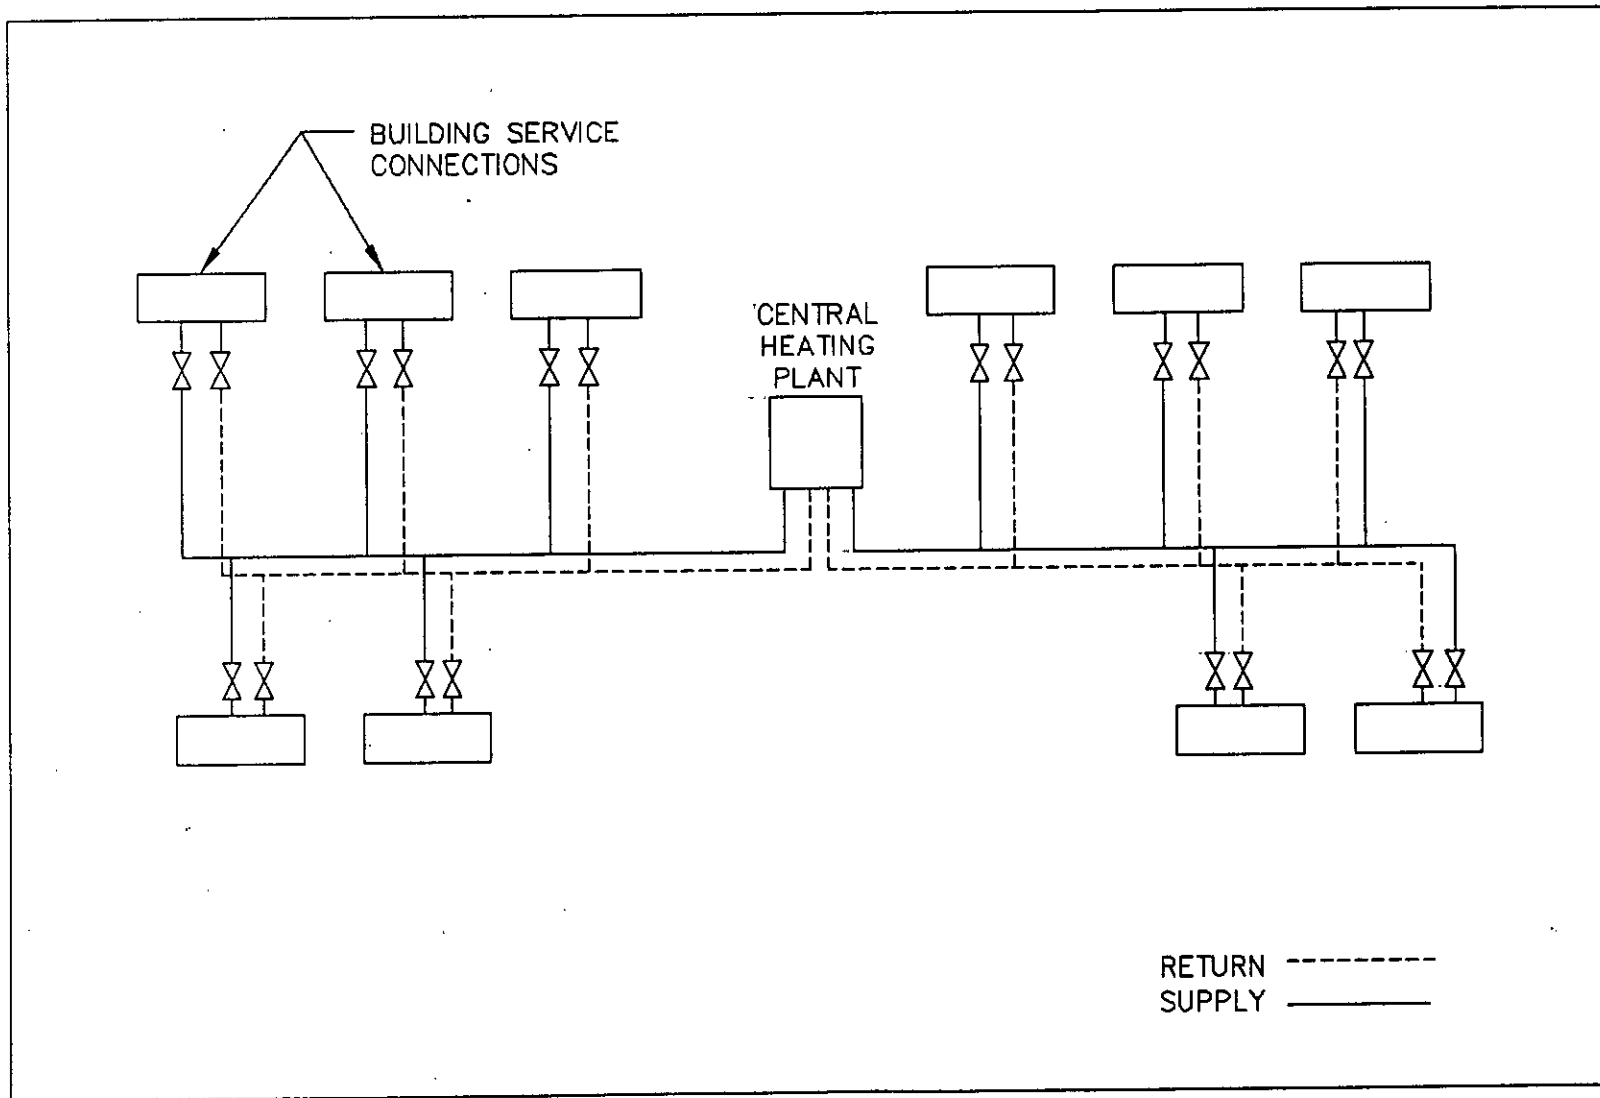 BUILDING SERVICE
CONNECTIONS
CENTRAL
HEATING
PLANT
RETURN
SUPPLY